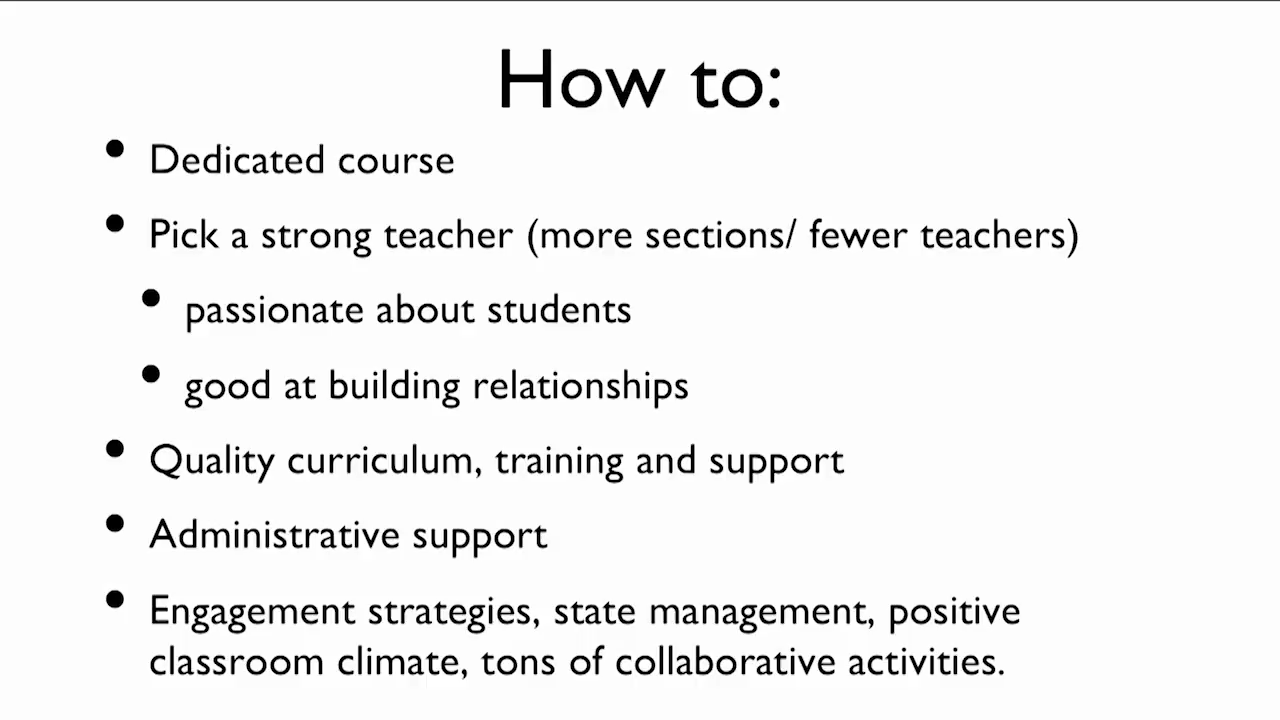 How to:
• Dedicated course
• Pick a strong teacher (more sections/ fewer teachers)
• passionate about students
• good at building relationships
• Quality curriculum, training and support
• Administrative support
• Engagement strategies, state management, positive
classroom climate, tons of collaborative activities.